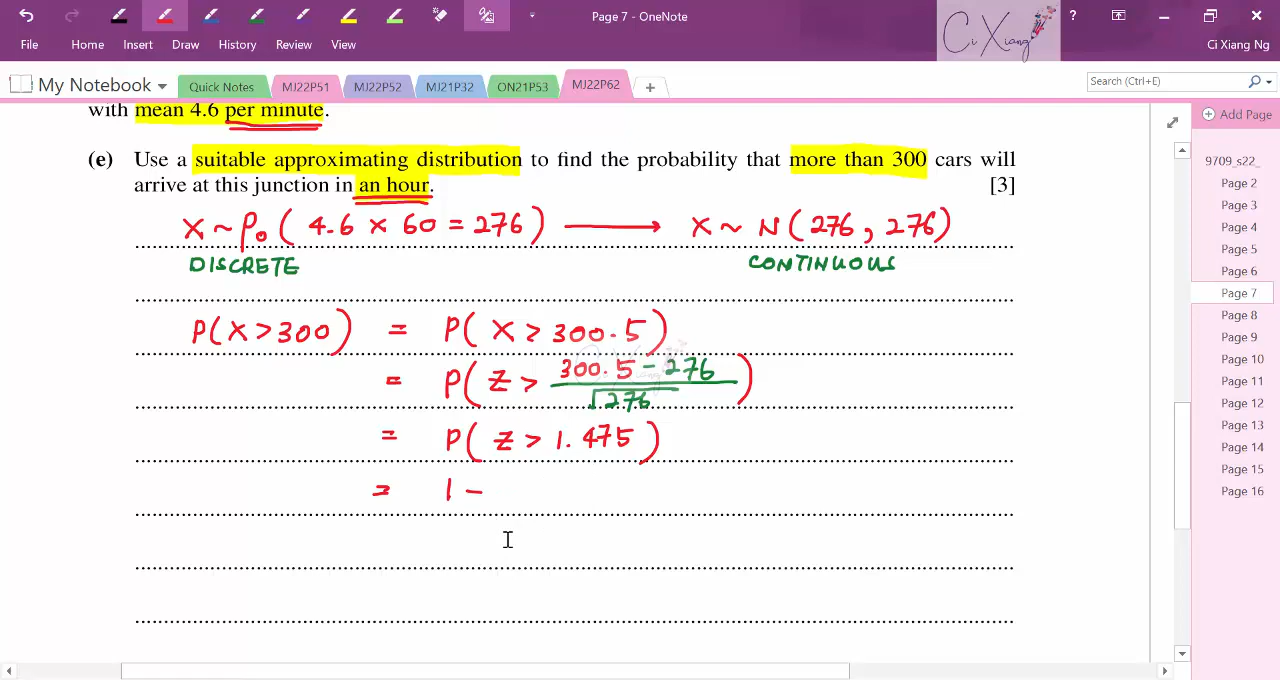 Page 7 - OneNote
Ci Xiang
?
File Home Insert Draw History Review View
Ci Xiang Ng
My Notebook
Quick Notes MJ22P51 MJ22P52 MJ21P32 ON21P53 MJ22P62
Search (Ctrl+E)
with mean 4.6 per minute.
(e) Use a suitable approximating distribution to find the probability that more than 300 cars will
arrive at this junction in an hour. [3]
X ~ Po ( 4.6 × 60 = 276 ) → X ~ N ( 276 , 276 )
DISCRETE CONTINUOUS
P( X > 300 ) = P( X > 300.5 )
= P( Z > (300.5 - 276) / √276 )
= P( Z > 1.475 )
= 1 -
Add Page
9709_s22_
Page 2
Page 3
Page 4
Page 5
Page 6
Page 7
Page 8
Page 9
Page 10
Page 11
Page 12
Page 13
Page 14
Page 15
Page 16